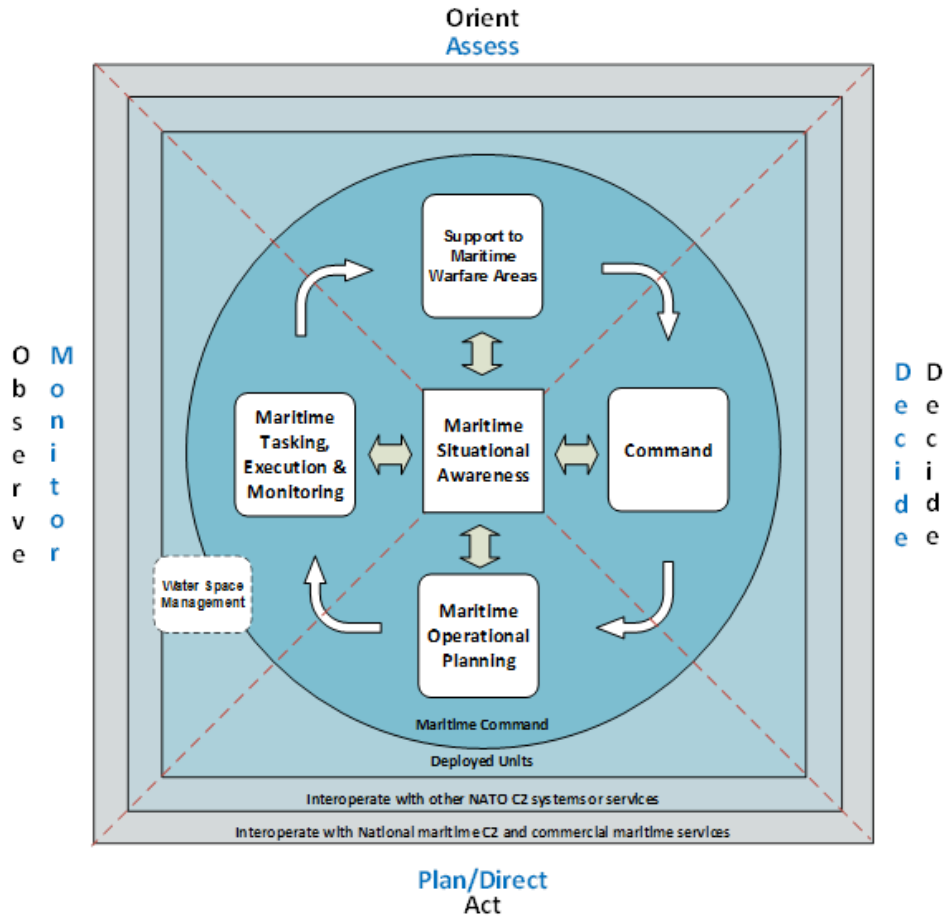 Orient
Assess
Support to
Maritime
Warfare Areas
Observe
Monitor
Maritime
Tasking,
Execution &
Monitoring
Maritime
Situational
Awareness
Command
Decide
Decide
Water Space
Management
Maritime
Operational
Planning
Maritime Command
Deployed Units
Interoperate with other NATO C2 systems or services
Interoperate with National maritime C2 and commercial maritime services
Plan/Direct
Act